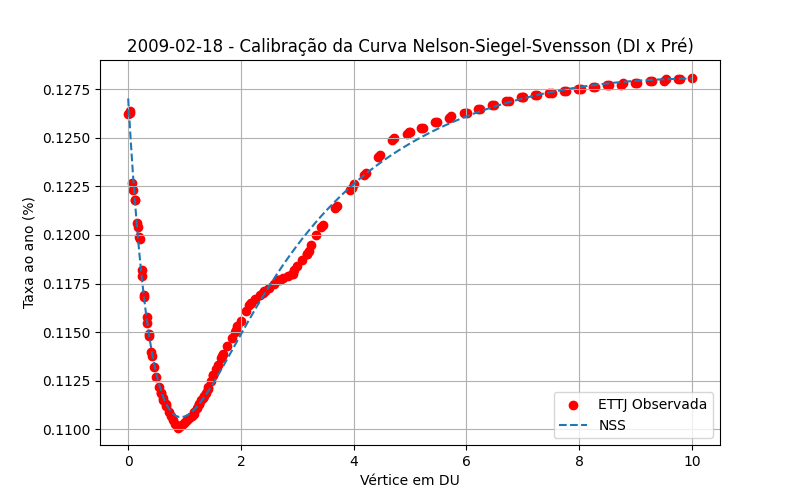 2009-02-18 - Calibração da Curva Nelson-Siegel-Svensson (DI x Pré)
Taxa ao ano (%)
0.1275
0.1250
0.1225
0.1200
0.1175
0.1150
0.1125
0.1100
ETTJ Observada
NSS
0 2 4 6 8 10
Vértice em DU